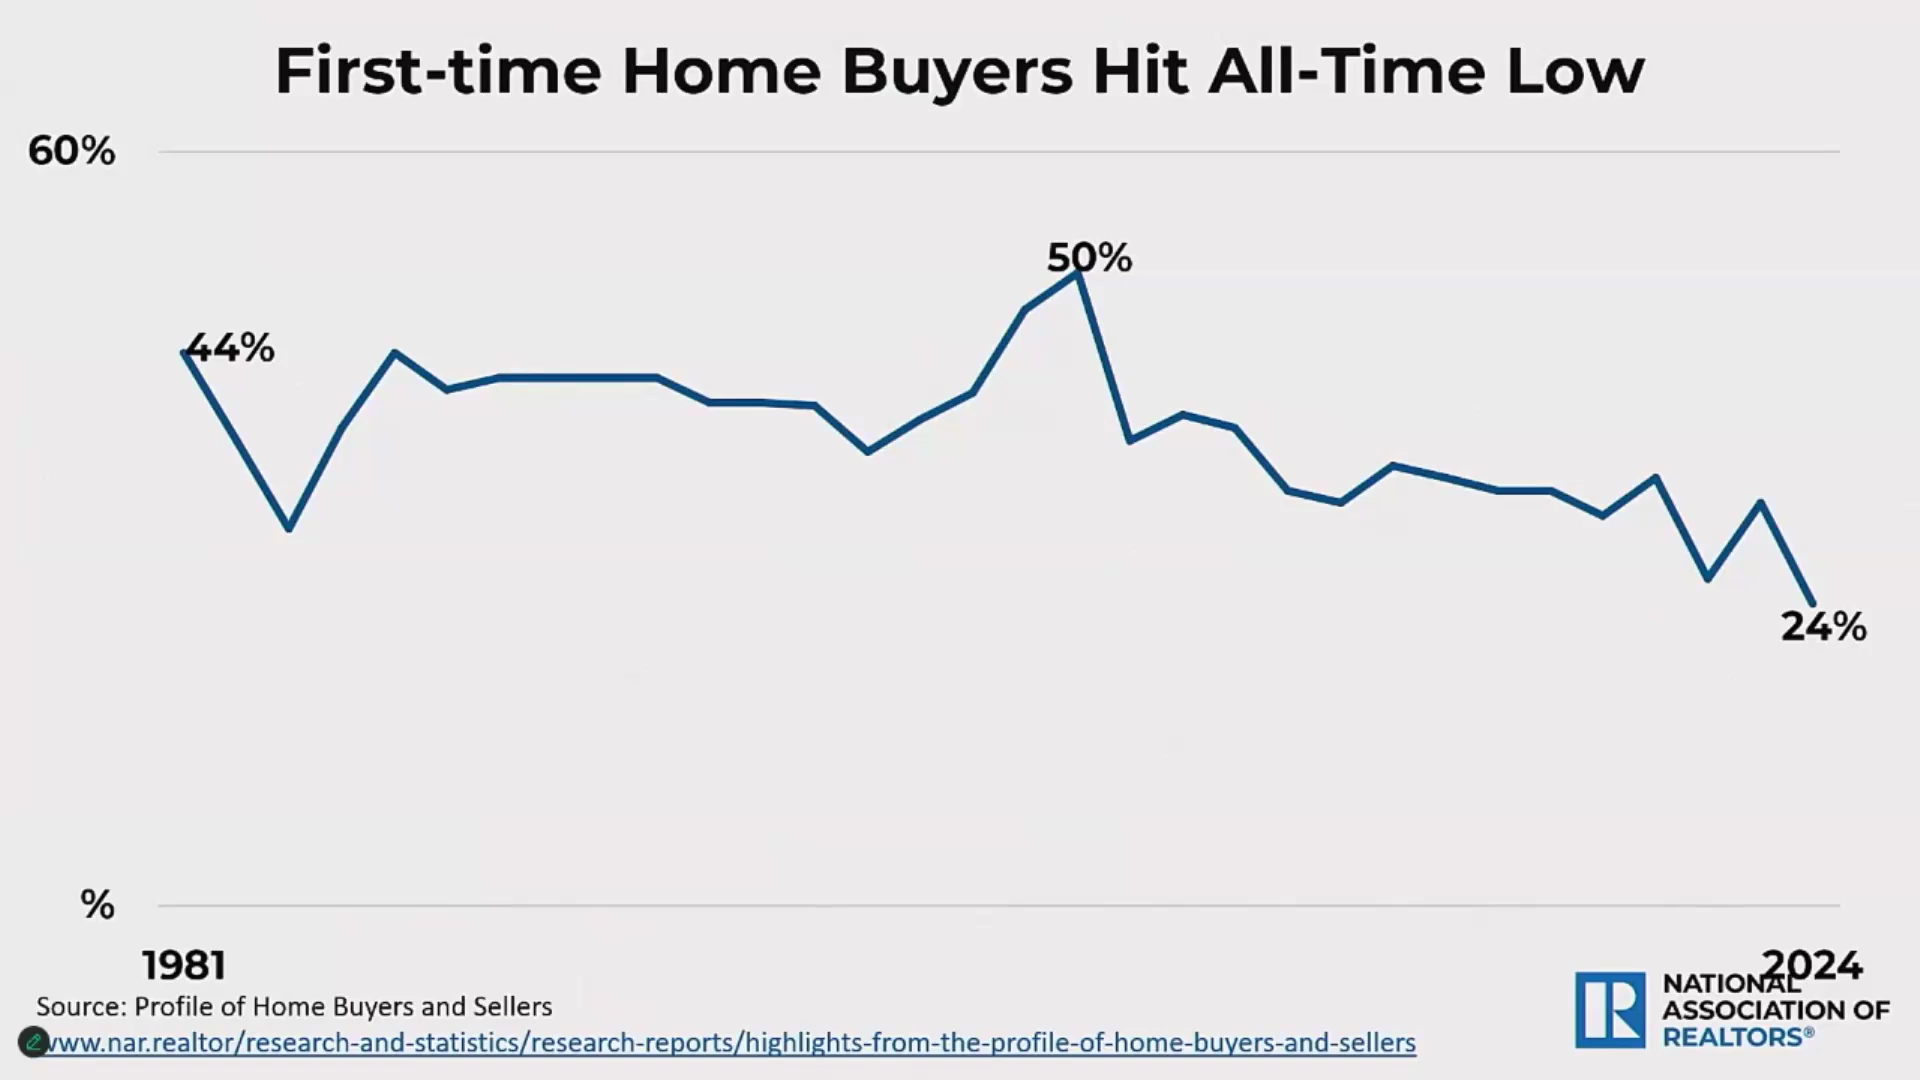 First-time Home Buyers Hit All-Time Low
60%
50%
44%
24%
%
1981
2024
Source: Profile of Home Buyers and Sellers
www.nar.realtor/research-and-statistics/research-reports/highlights-from-the-profile-of-home-buyers-and-sellers
NATIONAL
ASSOCIATION OF
REALTORS®